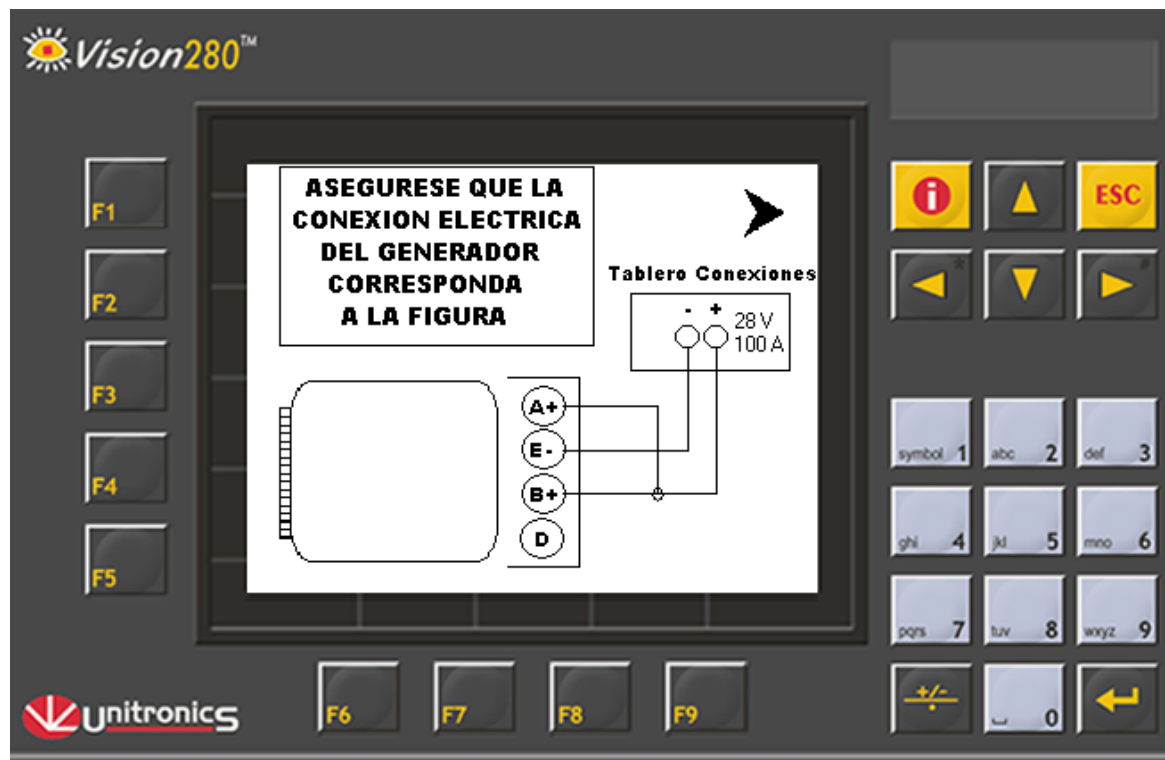 Vision280™
ASEGURESE QUE LA
CONEXION ELECTRICA
DEL GENERADOR
CORRESPONDA
A LA FIGURA
Tablero Conexiones
- +
28 V
100 A
A+
E-
B+
D
F1
F2
F3
F4
F5
F6
F7
F8
F9
i
ESC
*
#
symbol 1
abc 2
def 3
ghi 4
jkl 5
mno 6
pqrs 7
tuv 8
wxyz 9
+/-
.
0
unitronics